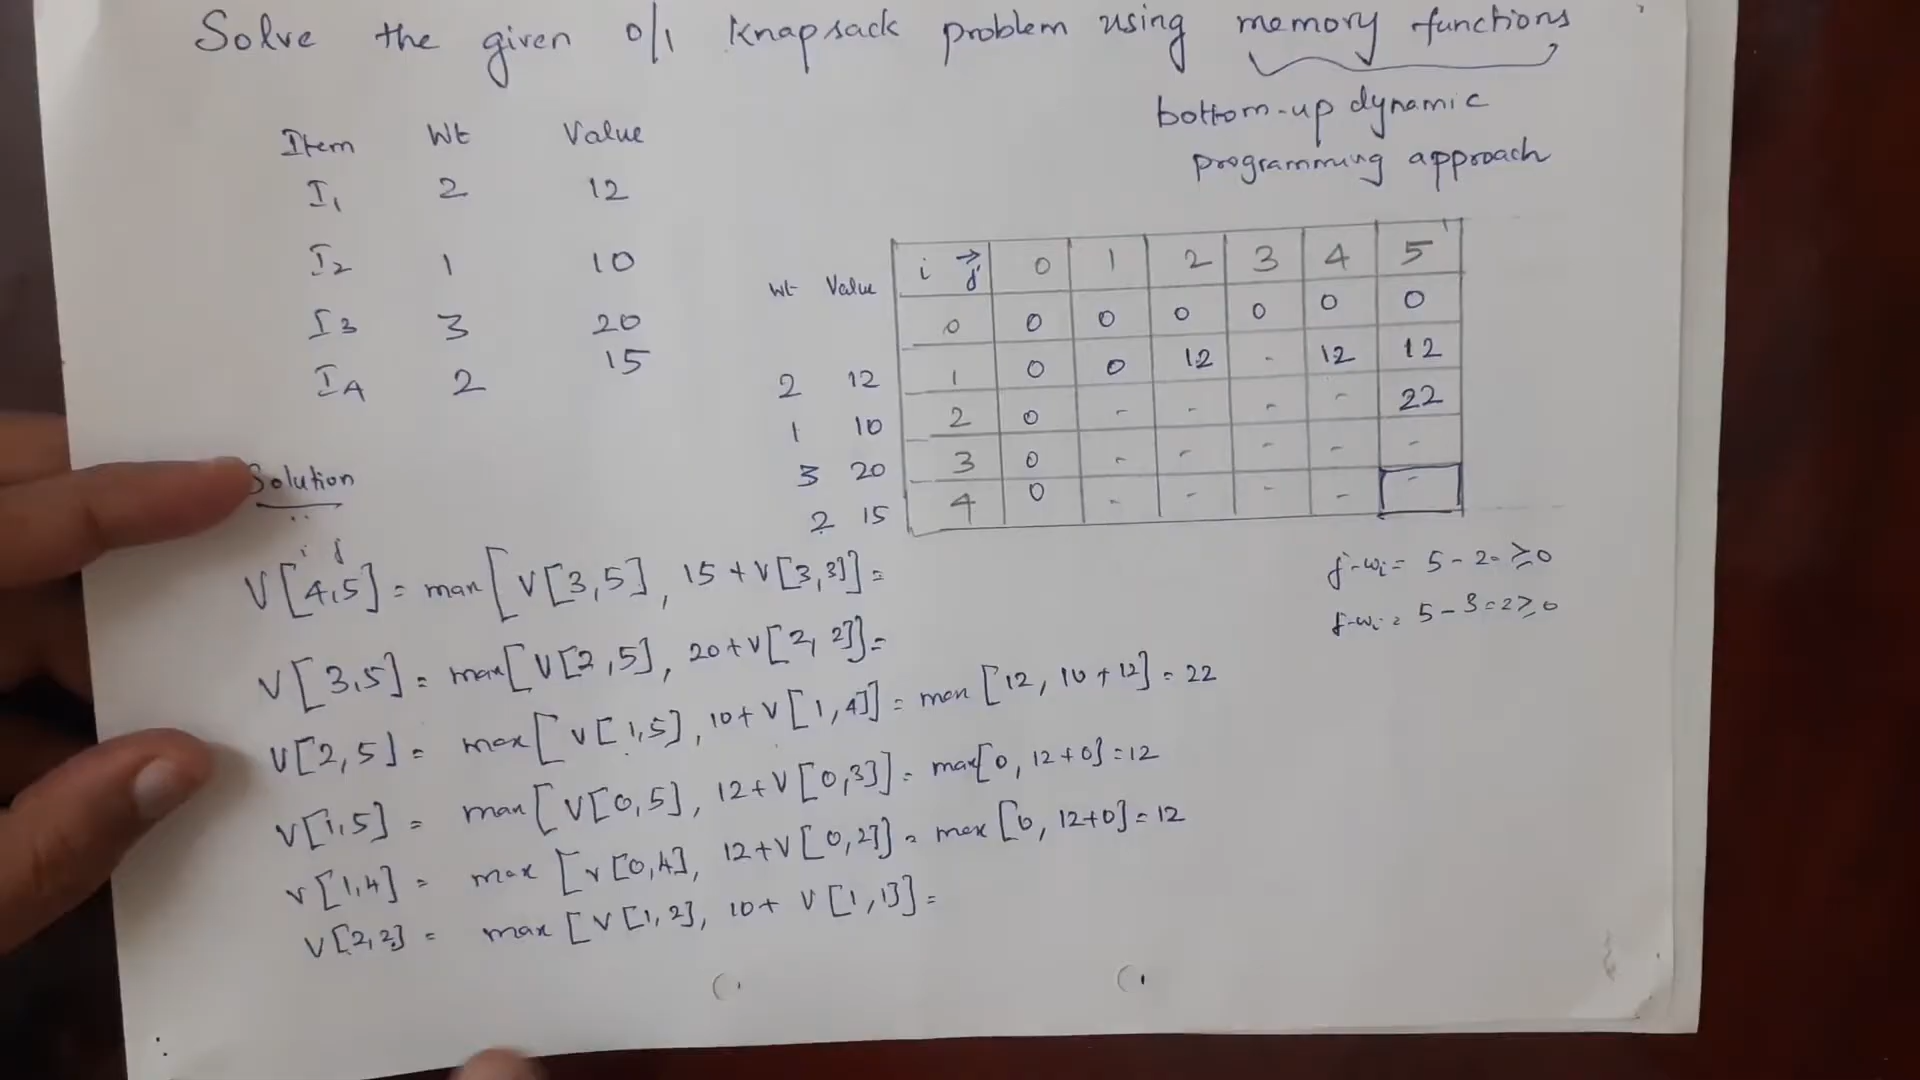 Solve the given 0/1 Knapsack problem using memory functions
bottom-up dynamic
programming approach
Item Wt Value
I1 2 12
I2 1 10
I3 3 20
I4 2 15
Wt Value i j 0 1 2 3 4 5
0 0 0 0 0 0 0
2 12 1 0 0 12 - 12 12
1 10 2 0 - - - - 22
3 20 3 0 - - - - -
2 15 4 0 - - - - -
Solution
i j
V[4,5] = max[V[3,5], 15+V[3,3]] =
V[3,5] = max[V[2,5], 20+V[2,2]] =
V[2,5] = max[V[1,5], 10+V[1,4]] = max[12, 10+12] = 22
V[1,5] = max[V[0,5], 12+V[0,3]] = max[0, 12+0] = 12
V[1,4] = max[V[0,4], 12+V[0,2]] = max[0, 12+0] = 12
V[2,2] = max[V[1,2], 10+V[1,1]] =
j-wi = 5-2 ≥0
j-wi = 5-3=2≥0